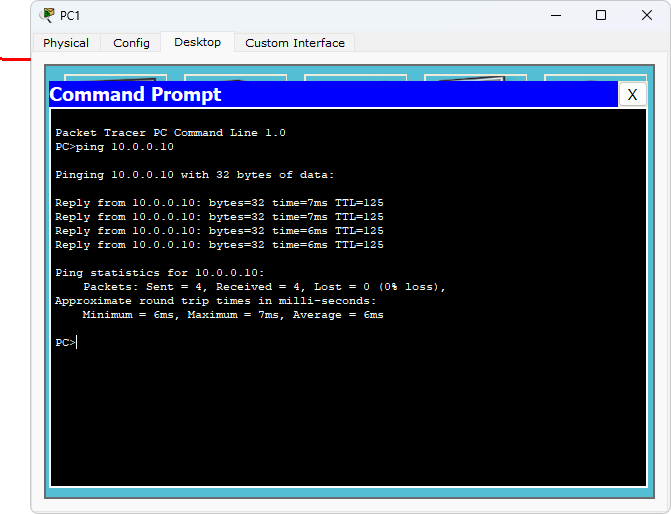 PC1
Physical Config Desktop Custom Interface
Command Prompt X
Packet Tracer PC Command Line 1.0
PC>ping 10.0.0.10
Pinging 10.0.0.10 with 32 bytes of data:
Reply from 10.0.0.10: bytes=32 time=7ms TTL=125
Reply from 10.0.0.10: bytes=32 time=7ms TTL=125
Reply from 10.0.0.10: bytes=32 time=6ms TTL=125
Reply from 10.0.0.10: bytes=32 time=6ms TTL=125
Ping statistics for 10.0.0.10:
    Packets: Sent = 4, Received = 4, Lost = 0 (0% loss),
Approximate round trip times in milli-seconds:
    Minimum = 6ms, Maximum = 7ms, Average = 6ms
PC>